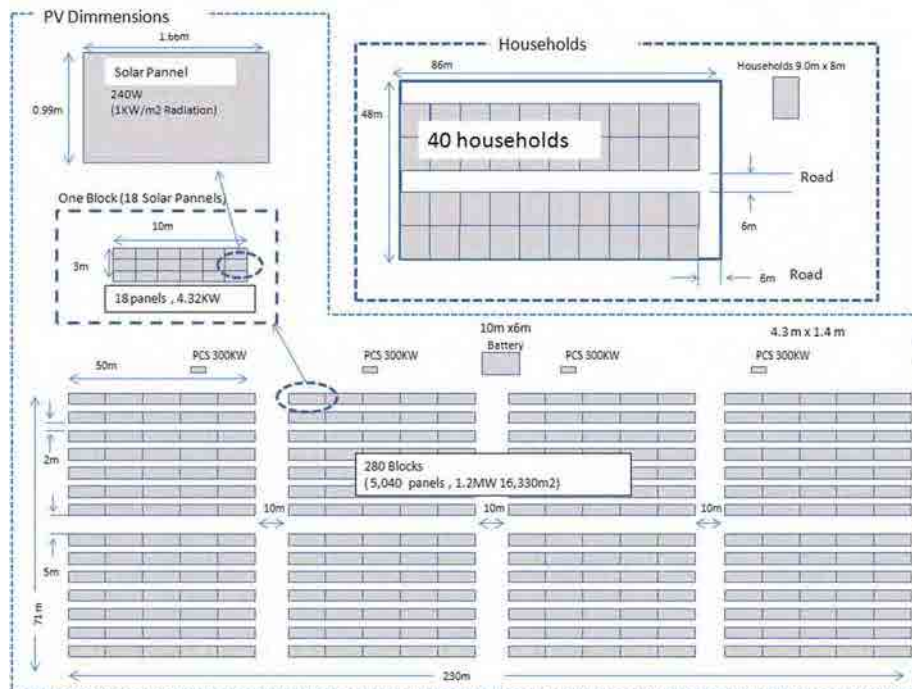 PV Dimmensions
1.66m
Solar Pannel
240W
(1KW/m2 Radiation)
0.99m
One Block (18 Solar Pannels)
10m
3m
18 panels , 4.32KW
Households
86m
Households 9.0m x 8m
48m
40 households
Road
6m
6m Road
10m x6m
Battery
4.3 m x 1.4 m
PCS 300KW
PCS 300KW
PCS 300KW
PCS 300KW
50m
2m
280 Blocks
(5,040 panels , 1.2MW 16,330m2)
10m
10m
10m
5m
71m
230m